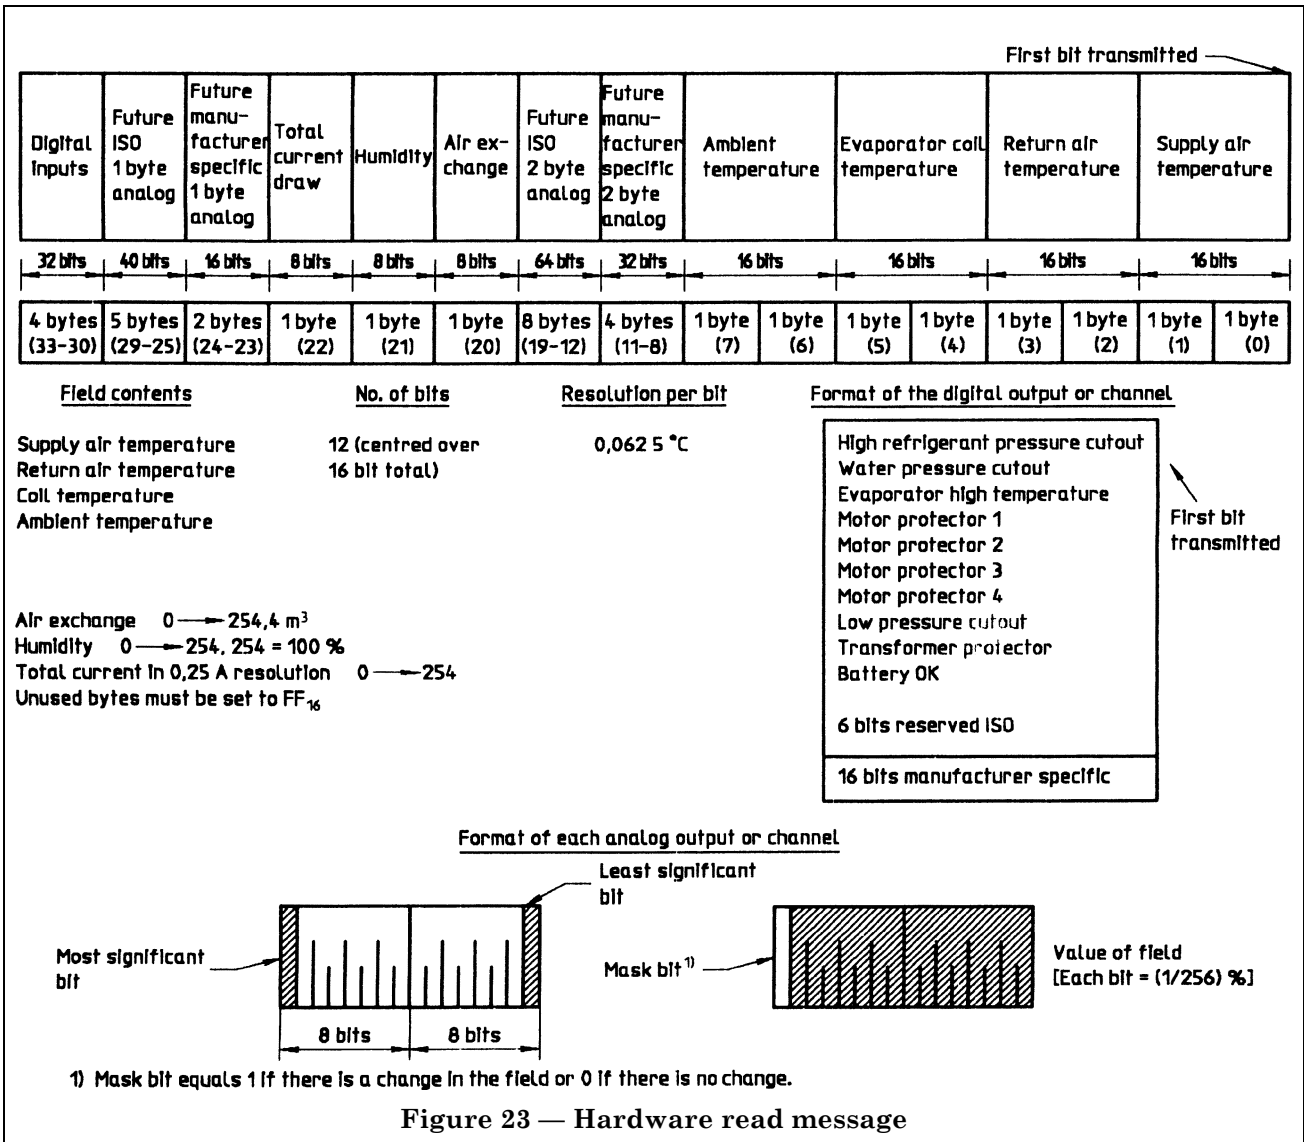 First bit transmitted
Digital
inputs
Future
ISO
1 byte
analog
Future
manu-
facturer
specific
1 byte
analog
Total
current
draw
Humidity
Air ex-
change
Future
ISO
2 byte
analog
Future
manu-
facturer
specific
2 byte
analog
Ambient
temperature
Evaporator coil
temperature
Return air
temperature
Supply air
temperature
32 bits 40 bits 16 bits 8 bits 8 bits 8 bits 64 bits 32 bits 16 bits 16 bits 16 bits 16 bits
4 bytes 5 bytes 2 bytes 1 byte 1 byte 1 byte 8 bytes 4 bytes 1 byte 1 byte 1 byte 1 byte 1 byte 1 byte 1 byte 1 byte
(33-30) (29-25) (24-23) (22) (21) (20) (19-12) (11-8) (7) (6) (5) (4) (3) (2) (1) (0)
Field contents No. of bits Resolution per bit
Supply air temperature 12 (centred over 0,062 5 °C
Return air temperature 16 bit total)
Coil temperature
Ambient temperature
Air exchange 0 → 254,4 m³
Humidity 0 → 254, 254 = 100 %
Total current in 0,25 A resolution 0 → 254
Unused bytes must be set to FF₁₆
Format of the digital output or channel
High refrigerant pressure cutout
Water pressure cutout
Evaporator high temperature
Motor protector 1
Motor protector 2
Motor protector 3
Motor protector 4
Low pressure cutout
Transformer protector
Battery OK
6 bits reserved ISO
16 bits manufacturer specific
First bit
transmitted
Format of each analog output or channel
Least significant
bit
Most significant
bit
8 bits 8 bits
Mask bit ¹⁾
Value of field
[Each bit = (1/256) %]
1) Mask bit equals 1 if there is a change in the field or 0 if there is no change.
Figure 23 — Hardware read message